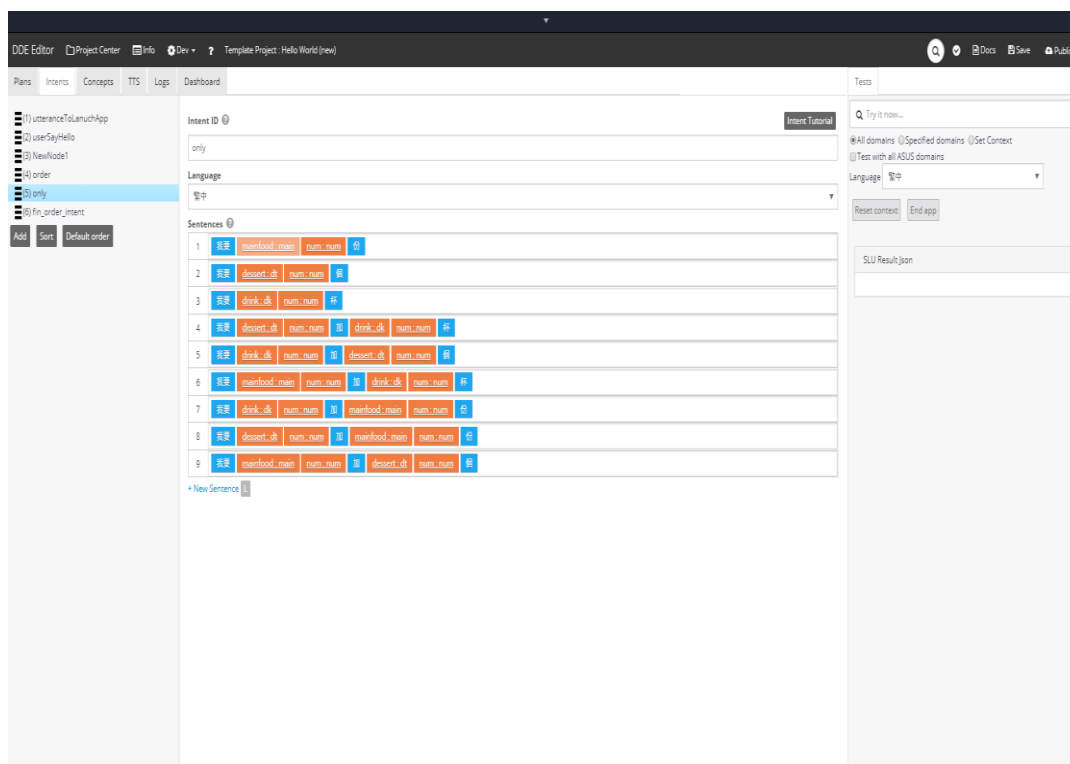 DDE Editor Project Center Info Dev ? Template Project : Hello World (new) Docs Save Publi
Plans Intents Concepts TTS Logs Dashboard Tests
(1) utteranceToLanuchApp
(2) userSayHello
(3) NewNode1
(4) order
(5) only
(6) fin_order_intent
Add Sort Default order
Intent ID Intent Tutorial
only
Language
繁中
Sentences
1 我要 mainfood : main num : num 份
2 我要 dessert : dt num : num 個
3 我要 drink : dk num : num 杯
4 我要 dessert : dt num : num 加 drink : dk num : num 杯
5 我要 drink : dk num : num 加 dessert : dt num : num 個
6 我要 mainfood : main num : num 加 drink : dk num : num 杯
7 我要 drink : dk num : num 加 mainfood : main num : num 份
8 我要 dessert : dt num : num 加 mainfood : main num : num 份
9 我要 mainfood : main num : num 加 dessert : dt num : num 個
+ New Sentence L
Try it now...
All domains Specified domains Set Context
Test with all ASUS domains
Language 繁中
Reset context End app
SLU Result Json